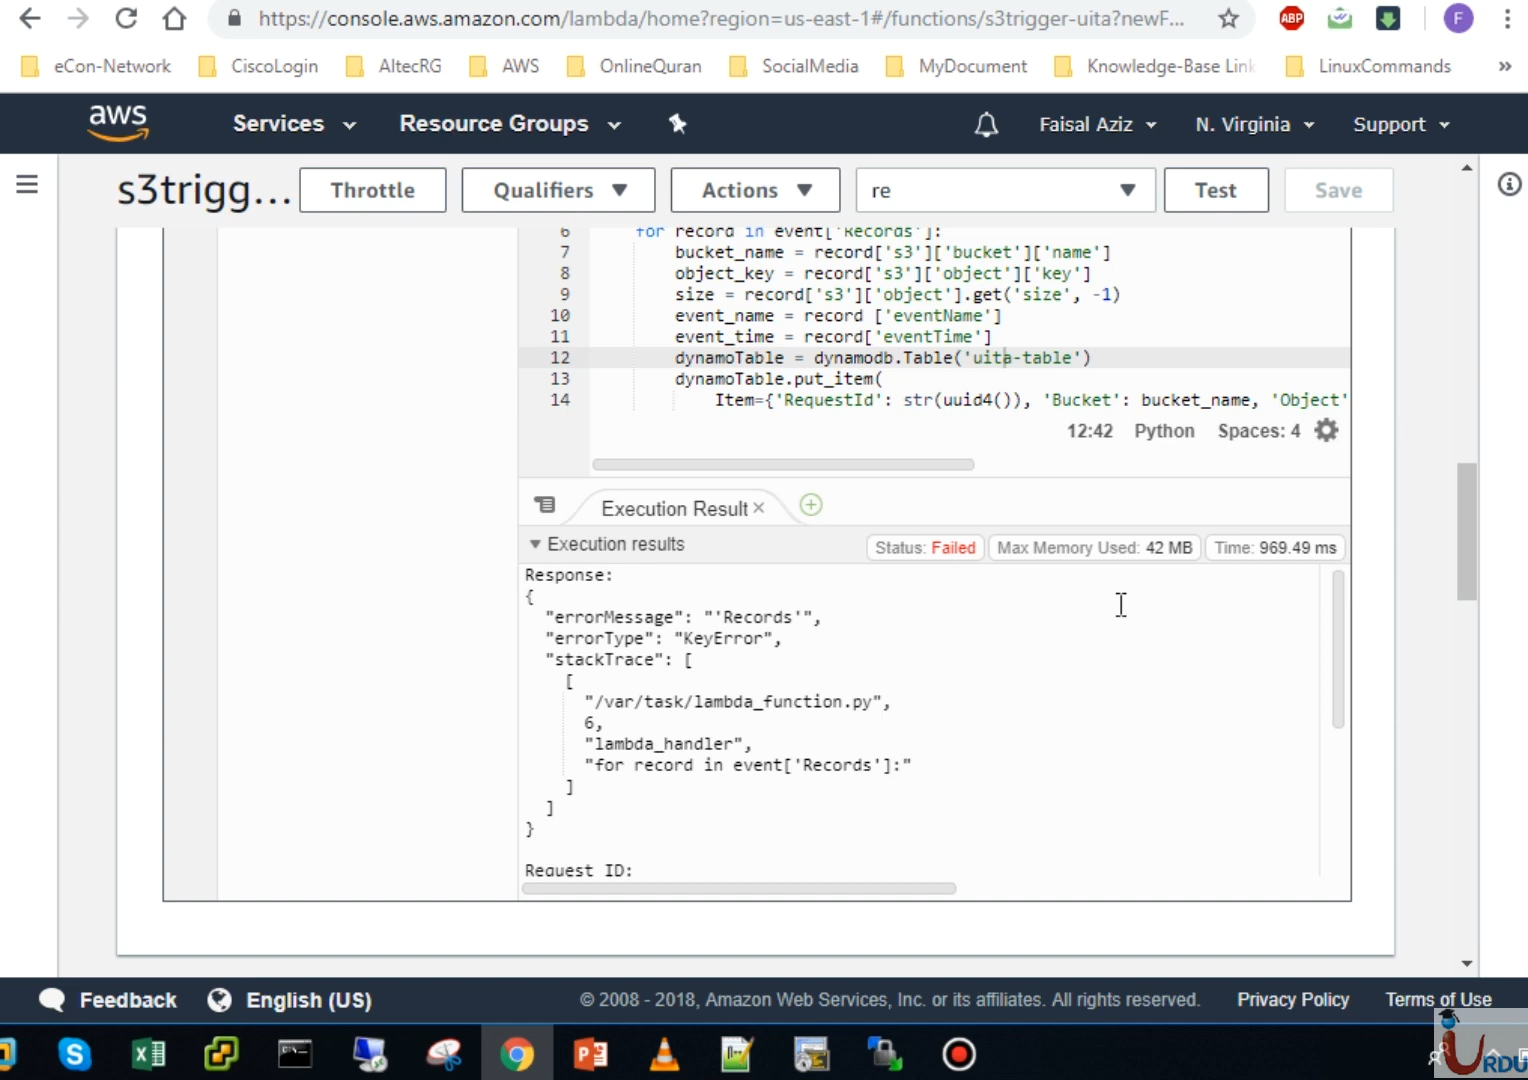 https://console.aws.amazon.com/lambda/home?region=us-east-1#/functions/s3trigger-uita?newF...
ABP
F
eCon-Network
CiscoLogin
AltecRG
AWS
OnlineQuran
SocialMedia
MyDocument
Knowledge-Base Link
LinuxCommands
»
aws
Services
Resource Groups
Faisal Aziz
N. Virginia
Support
s3trigg...
Throttle
Qualifiers
Actions
re
Test
Save
6 for record in event['Records']:
7 bucket_name = record['s3']['bucket']['name']
8 object_key = record['s3']['object']['key']
9 size = record['s3']['object'].get('size', -1)
10 event_name = record ['eventName']
11 event_time = record['eventTime']
12 dynamoTable = dynamodb.Table('uita-table')
13 dynamoTable.put_item(
14 Item={'RequestId': str(uuid4()), 'Bucket': bucket_name, 'Object'
12:42 Python Spaces: 4
Execution Result ×
Execution results
Status: Failed
Max Memory Used: 42 MB
Time: 969.49 ms
Response:
{
"errorMessage": "'Records'",
"errorType": "KeyError",
"stackTrace": [
[
"/var/task/lambda_function.py",
6,
"lambda_handler",
"for record in event['Records']:"
]
]
}
Request ID:
Feedback
English (US)
© 2008 - 2018, Amazon Web Services, Inc. or its affiliates. All rights reserved.
Privacy Policy
Terms of Use
URDU